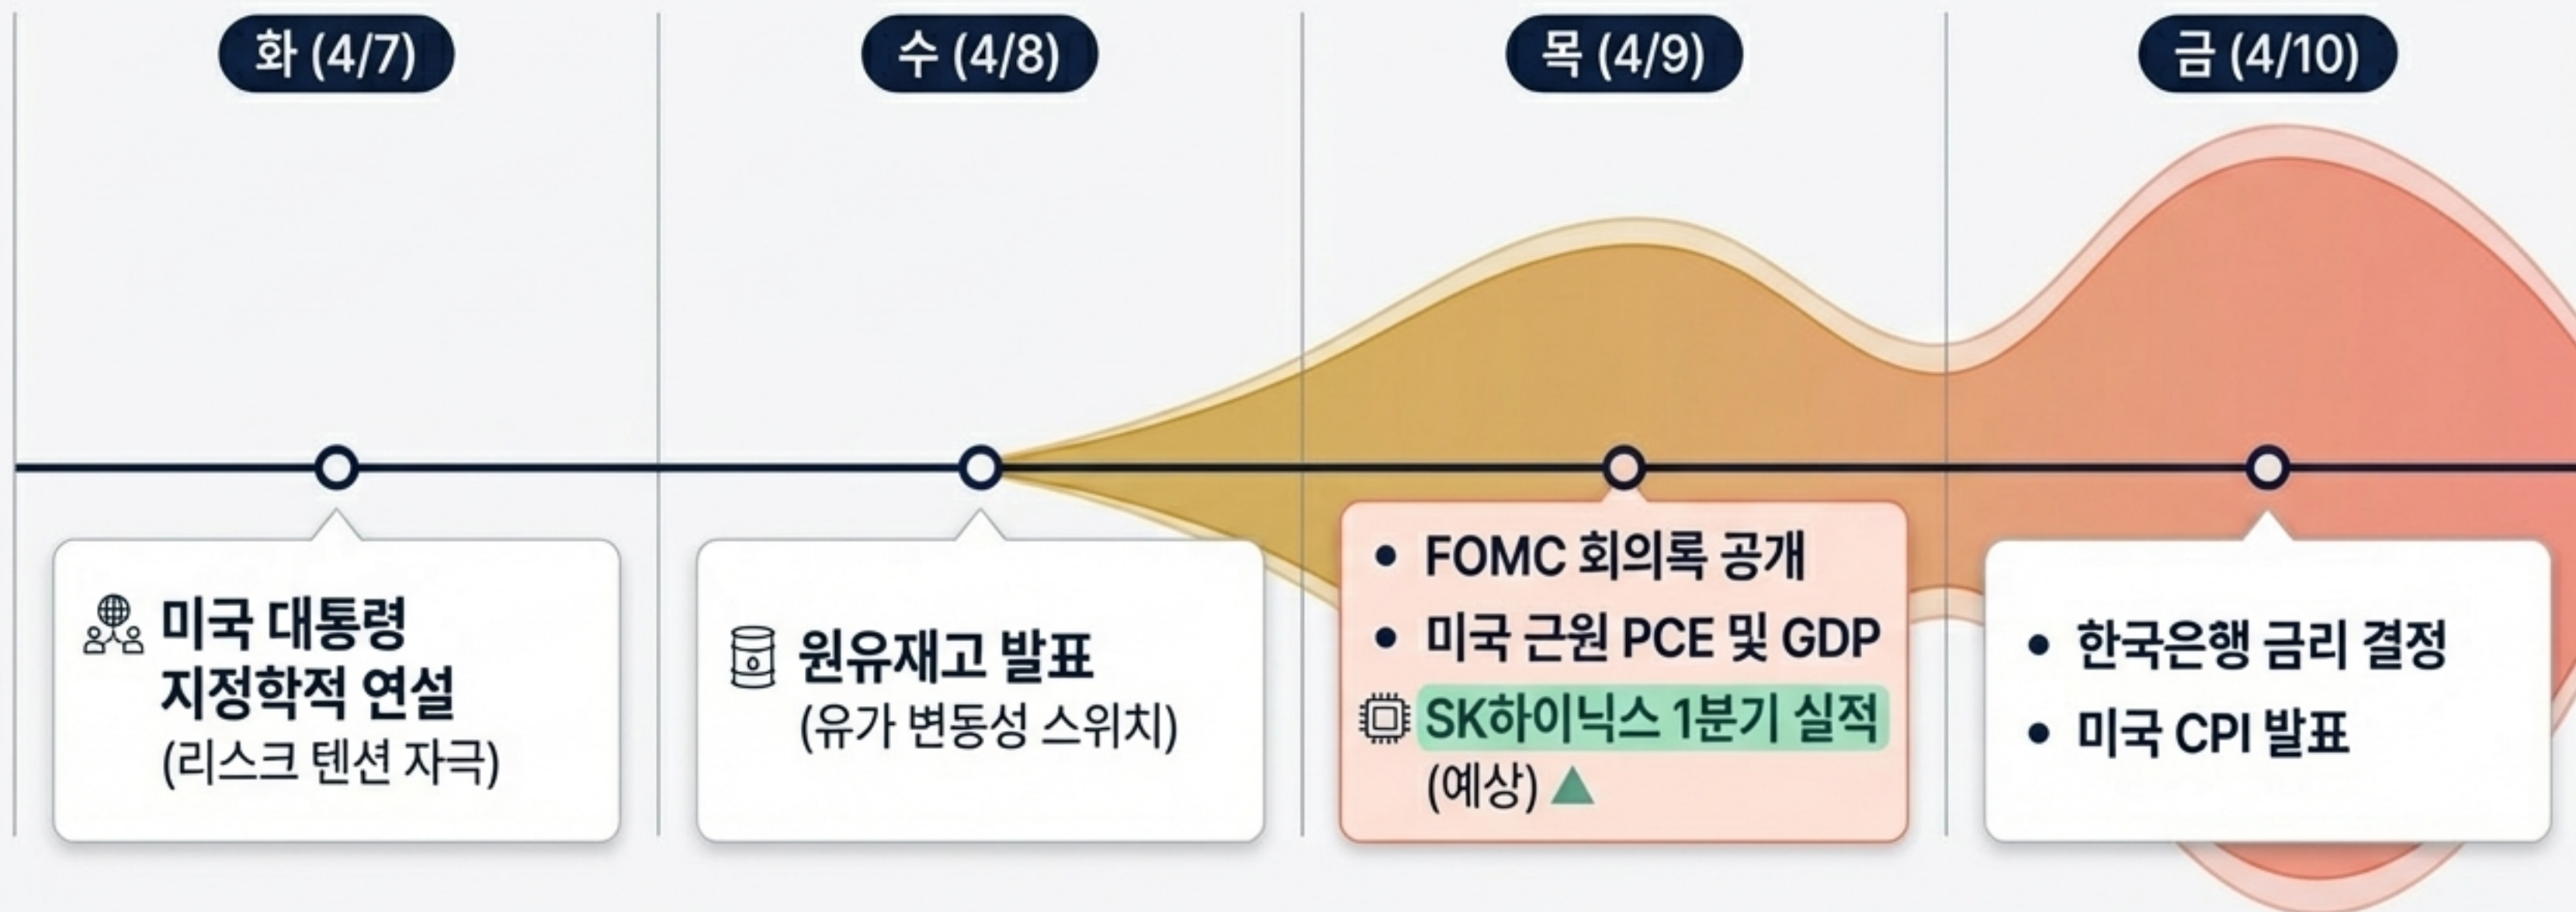 화 (4/7)
수 (4/8)
목 (4/9)
금 (4/10)
미국 대통령
지정학적 연설
(리스크 텐션 자극)
원유재고 발표
(유가 변동성 스위치)
• FOMC 회의록 공개
• 미국 근원 PCE 및 GDP
SK하이닉스 1분기 실적
(예상) ▲
• 한국은행 금리 결정
• 미국 CPI 발표